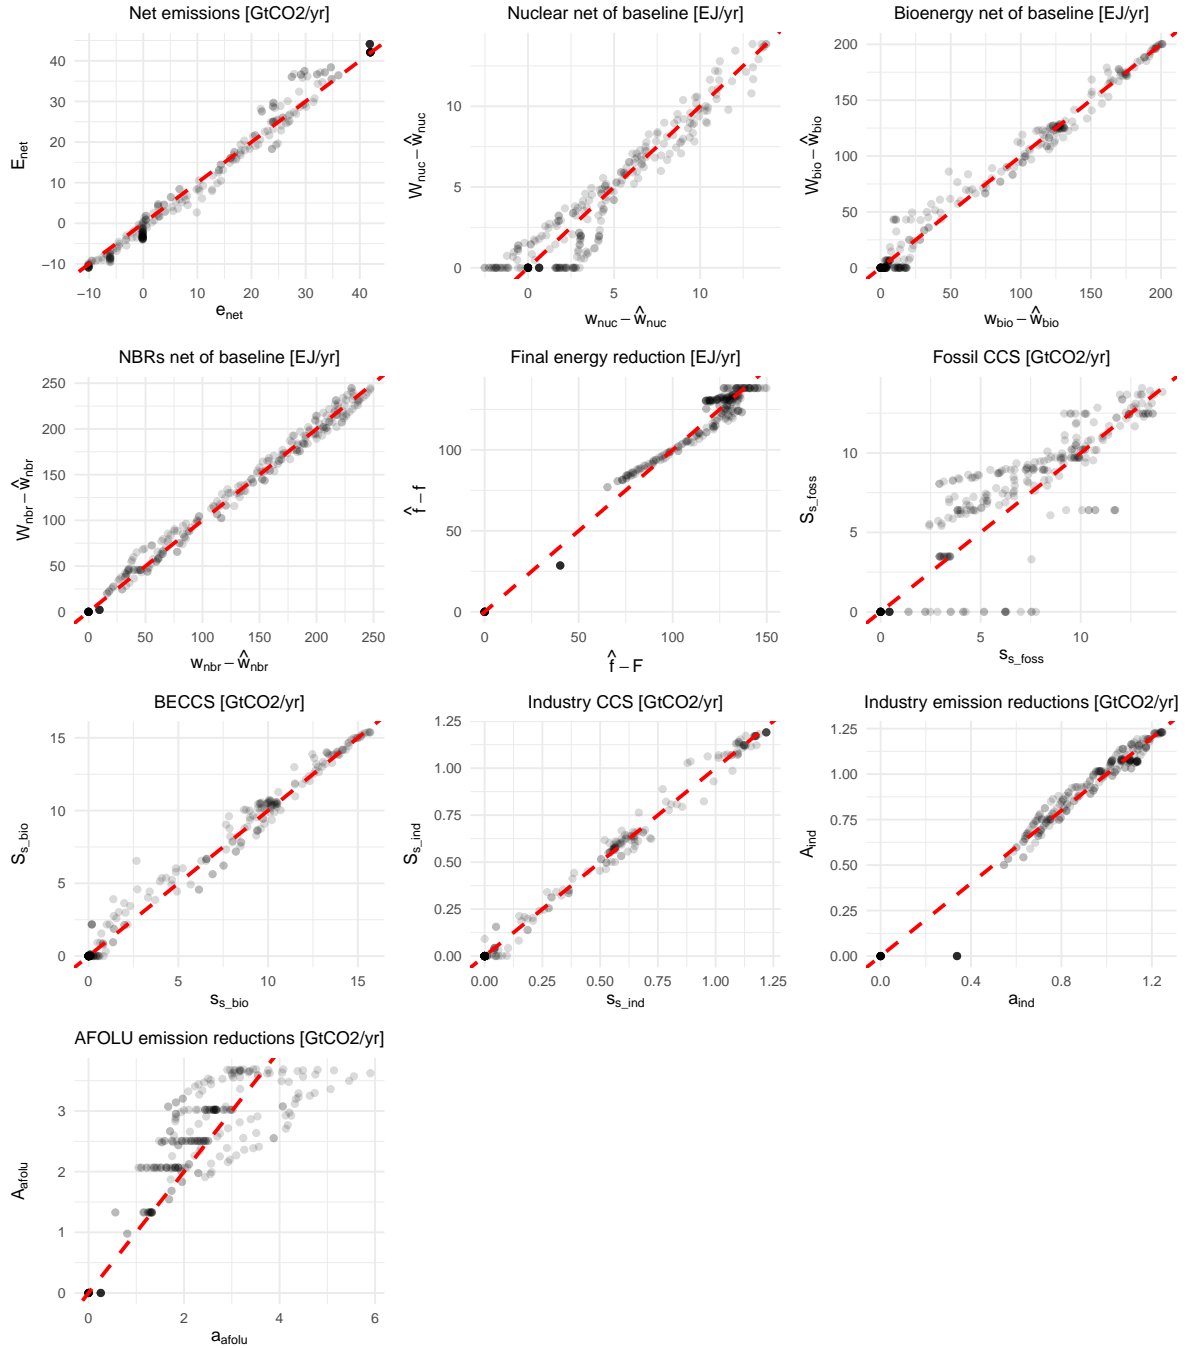 Net emissions [GtCO2/yr]
40
30
20
10
0
−10
−10 0 10 20 30 40
e_net
E_net
Nuclear net of baseline [EJ/yr]
10
5
0
0 5 10
w_nuc − ŵ_nuc
W_nuc − ŵ_nuc
Bioenergy net of baseline [EJ/yr]
200
150
100
50
0
0 50 100 150 200
w_bio − ŵ_bio
W_bio − ŵ_bio
NBRs net of baseline [EJ/yr]
250
200
150
100
50
0
0 50 100 150 200 250
w_nbr − ŵ_nbr
W_nbr − ŵ_nbr
Final energy reduction [EJ/yr]
100
50
0
0 50 100 150
f̂ − F
f̂ − f
Fossil CCS [GtCO2/yr]
10
5
0
0 5 10
s_s_foss
S_s_foss
BECCS [GtCO2/yr]
15
10
5
0
0 5 10 15
s_s_bio
S_s_bio
Industry CCS [GtCO2/yr]
1.25
1.00
0.75
0.50
0.25
0.00
0.00 0.25 0.50 0.75 1.00 1.25
s_s_ind
S_s_ind
Industry emission reductions [GtCO2/yr]
1.25
1.00
0.75
0.50
0.25
0.00
0.0 0.4 0.8 1.2
a_ind
A_ind
AFOLU emission reductions [GtCO2/yr]
3
2
1
0
0 2 4 6
a_afolu
A_afolu